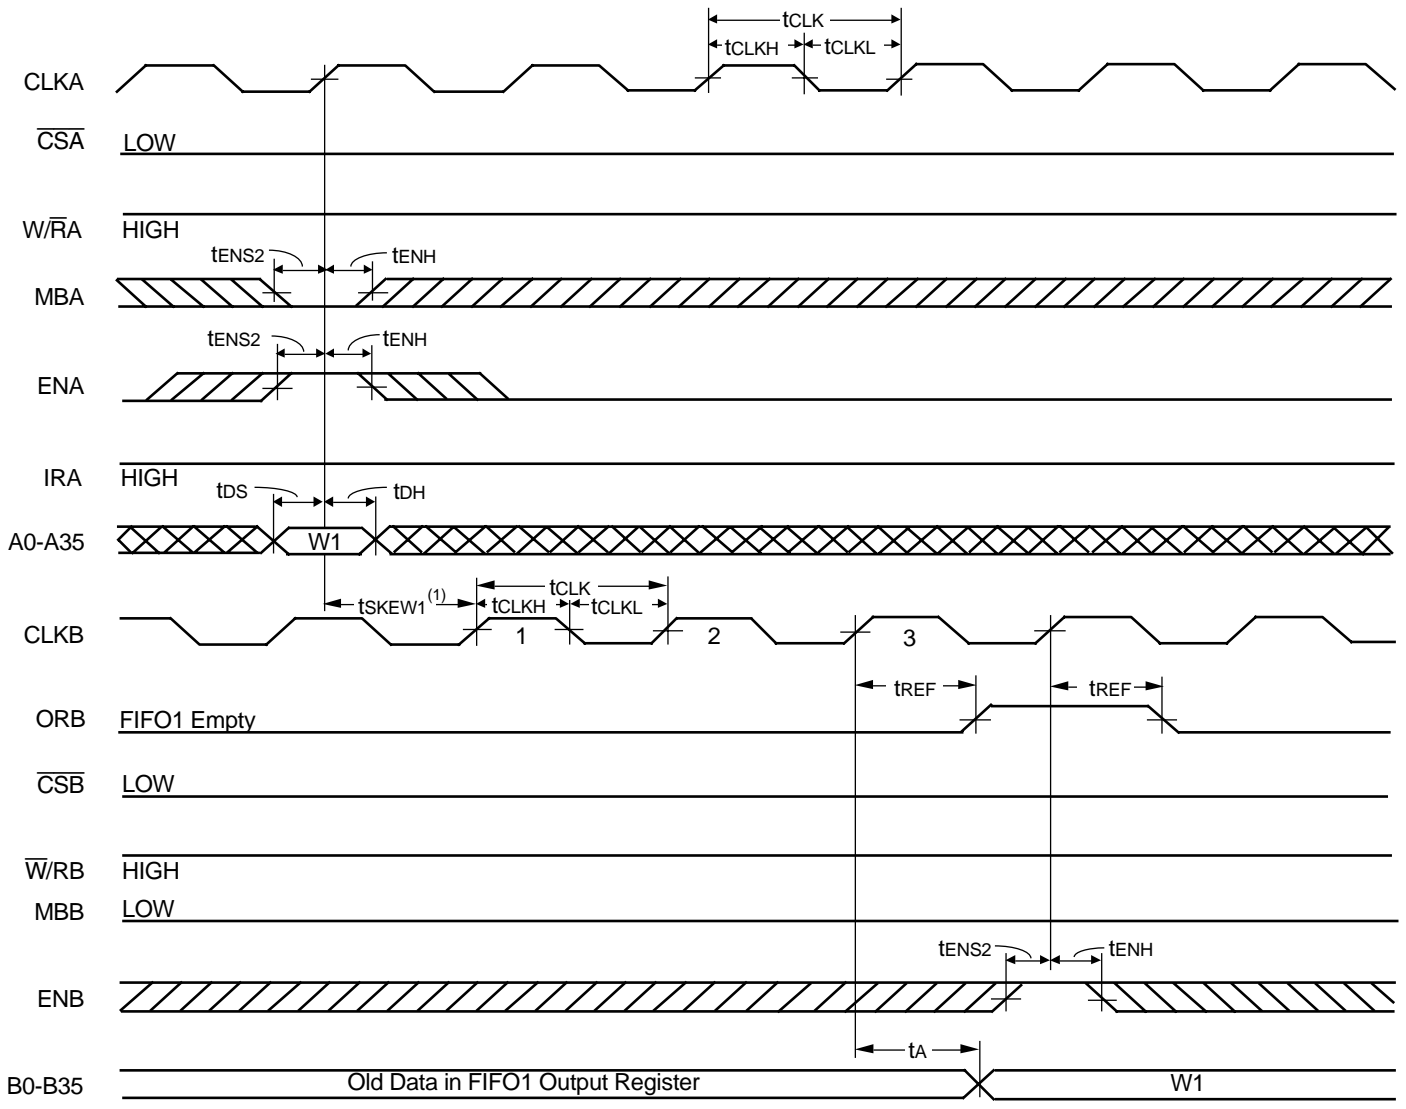 tCLK
tCLKH tCLKL
CLKA
CSA LOW
W/RA HIGH
tENS2 tENH
MBA
tENS2 tENH
ENA
IRA HIGH
tDS tDH
A0-A35 W1
tSKEW1(1) tCLK
tCLKH tCLKL
CLKB 1 2 3
tREF tREF
ORB FIFO1 Empty
CSB LOW
W/RB HIGH
MBB LOW
tENS2 tENH
ENB
tA
B0-B35 Old Data in FIFO1 Output Register W1